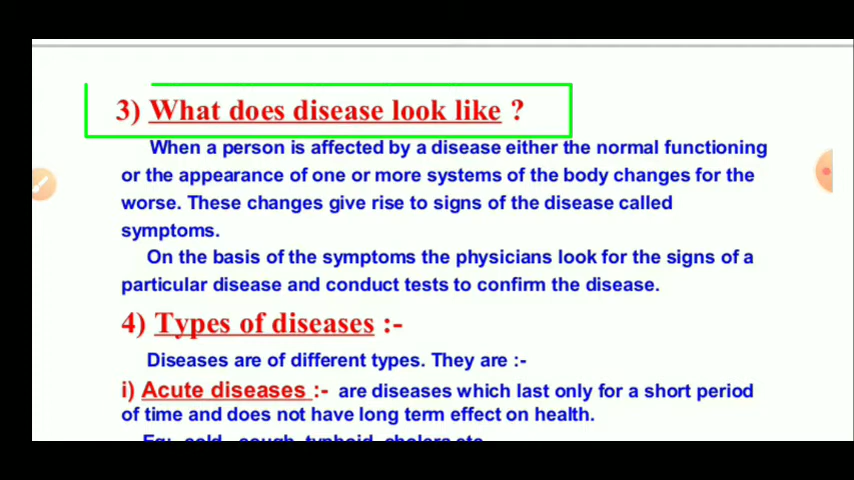 3) What does disease look like ?
When a person is affected by a disease either the normal functioning
or the appearance of one or more systems of the body changes for the
worse. These changes give rise to signs of the disease called
symptoms.
On the basis of the symptoms the physicians look for the signs of a
particular disease and conduct tests to confirm the disease.
4) Types of diseases :-
Diseases are of different types. They are :-
i) Acute diseases :- are diseases which last only for a short period
of time and does not have long term effect on health.
Eg:- cold, cough, typhoid, cholera etc